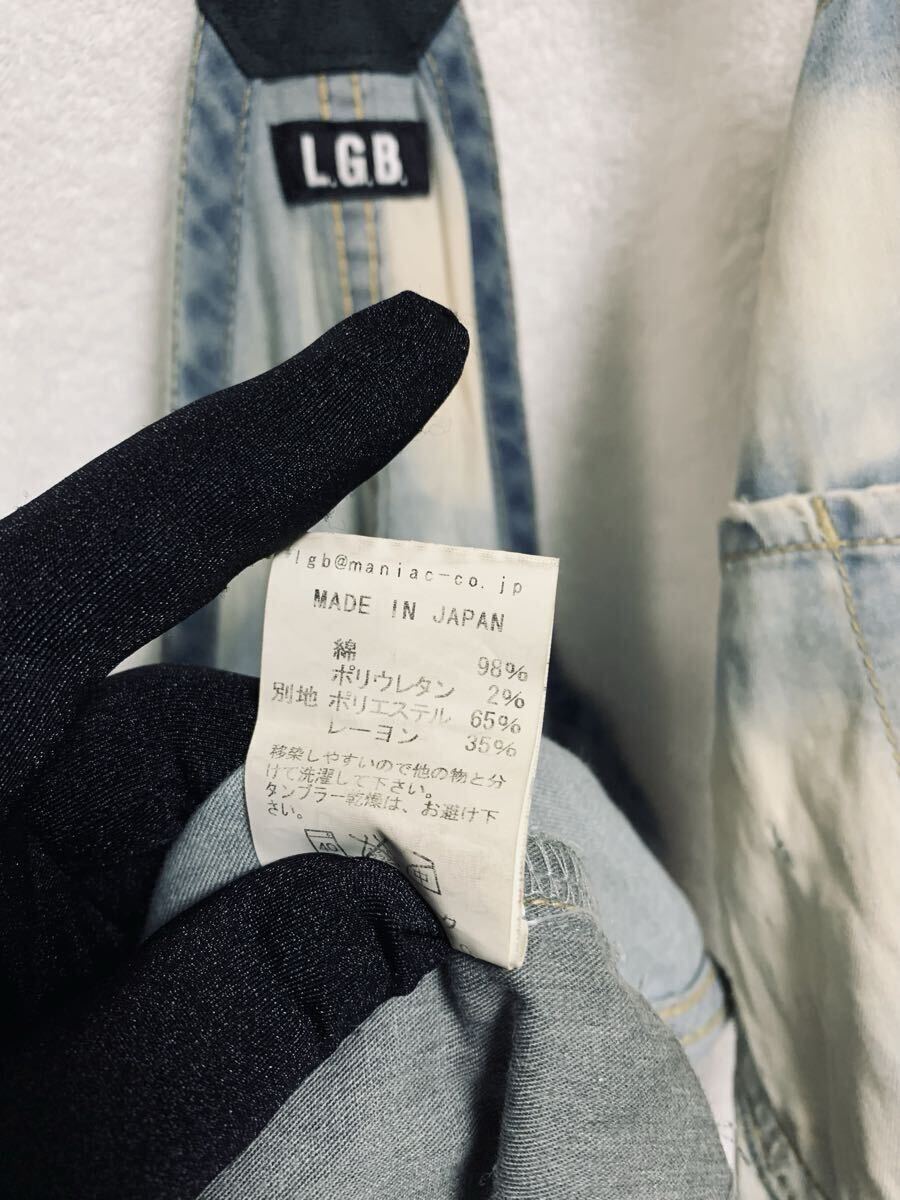 L.G.B.
lgb@maniac-co.jp
MADE IN JAPAN
綿 98%
ポリウレタン 2%
別地 ポリエステル 65%
レーヨン 35%
移染しやすいので他の物と分
けて洗濯して下さい。
タンブラー乾燥は、お避け下
さい。
40